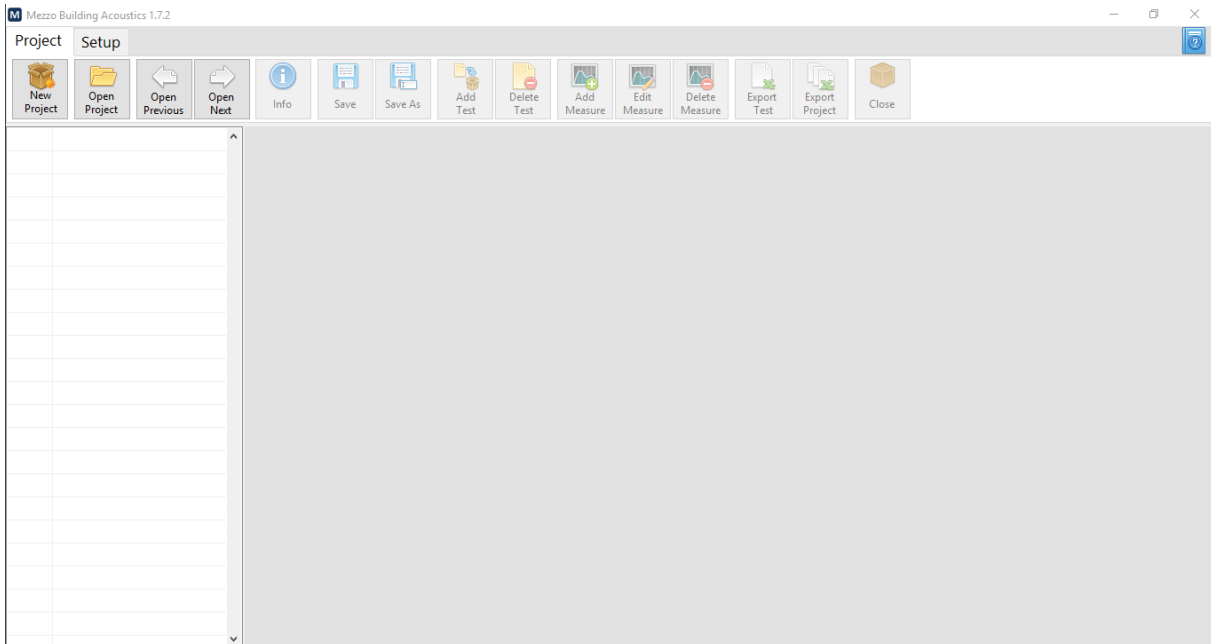 M Mezzo Building Acoustics 1.7.2
Project Setup
New Project
Open Project
Open Previous
Open Next
Info
Save
Save As
Add Test
Delete Test
Add Measure
Edit Measure
Delete Measure
Export Test
Export Project
Close